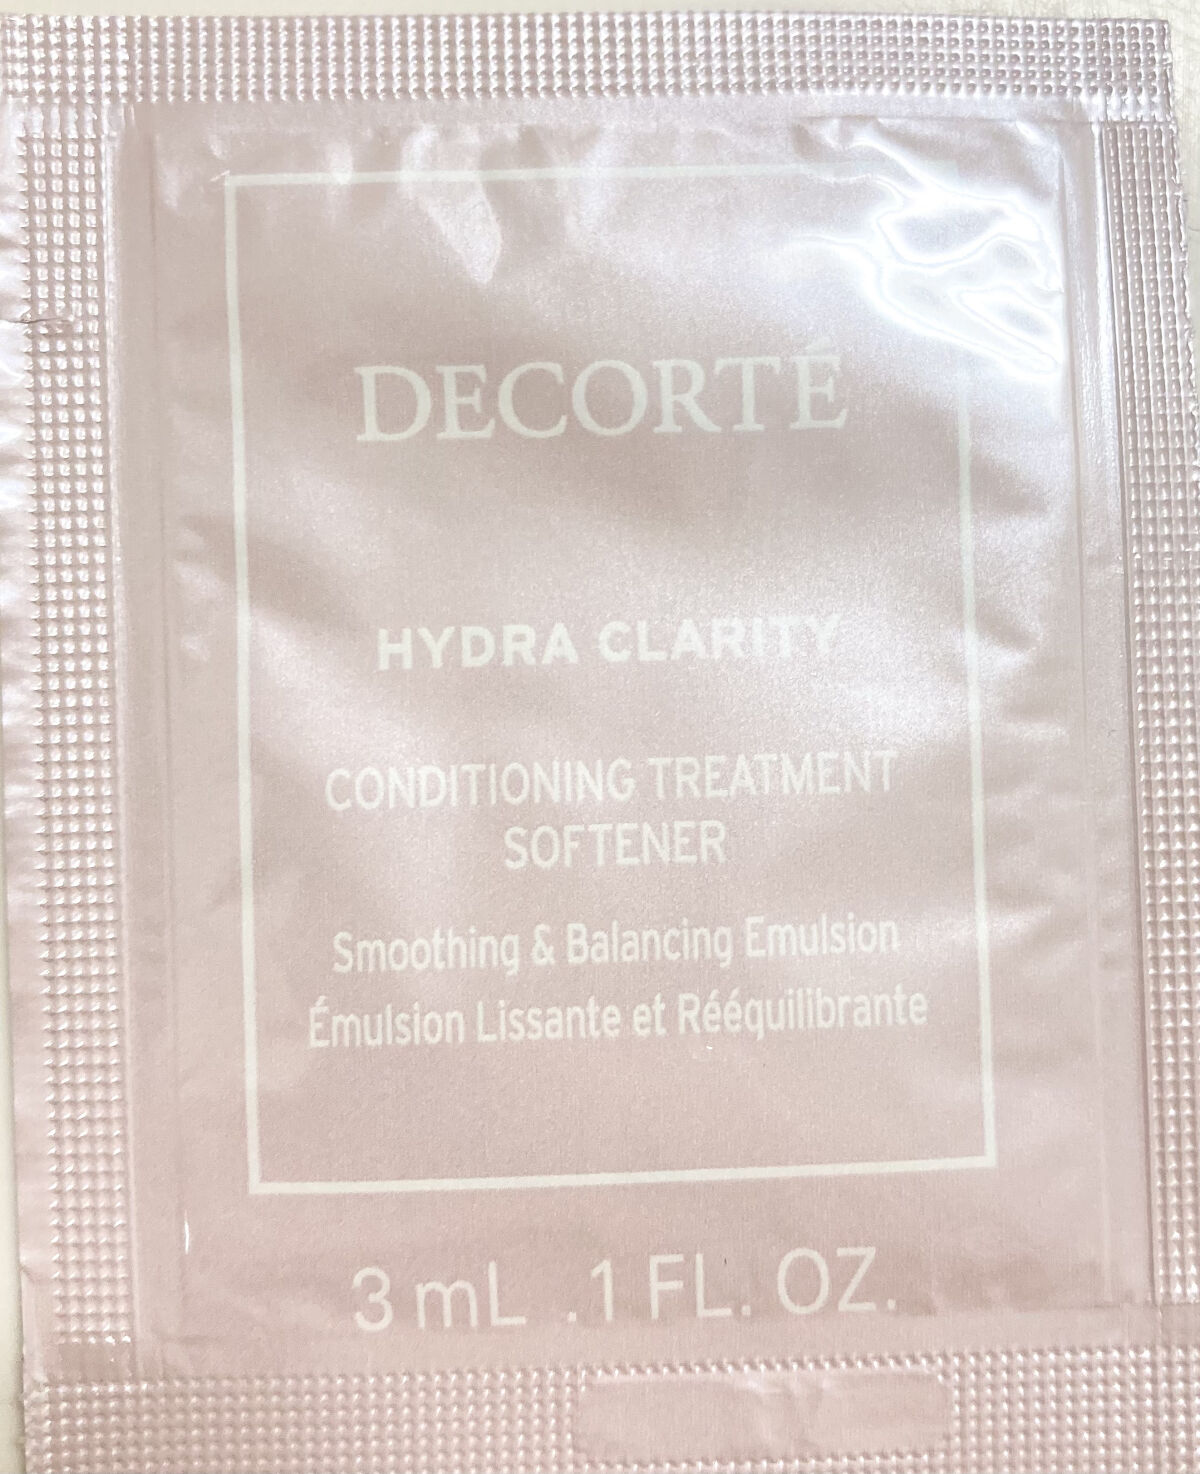 DECORTÉ
HYDRA CLARITY
CONDITIONING TREATMENT
SOFTENER
Smoothing & Balancing Emulsion
Émulsion Lissante et Rééquilibrante
3 mL .1 FL. OZ.